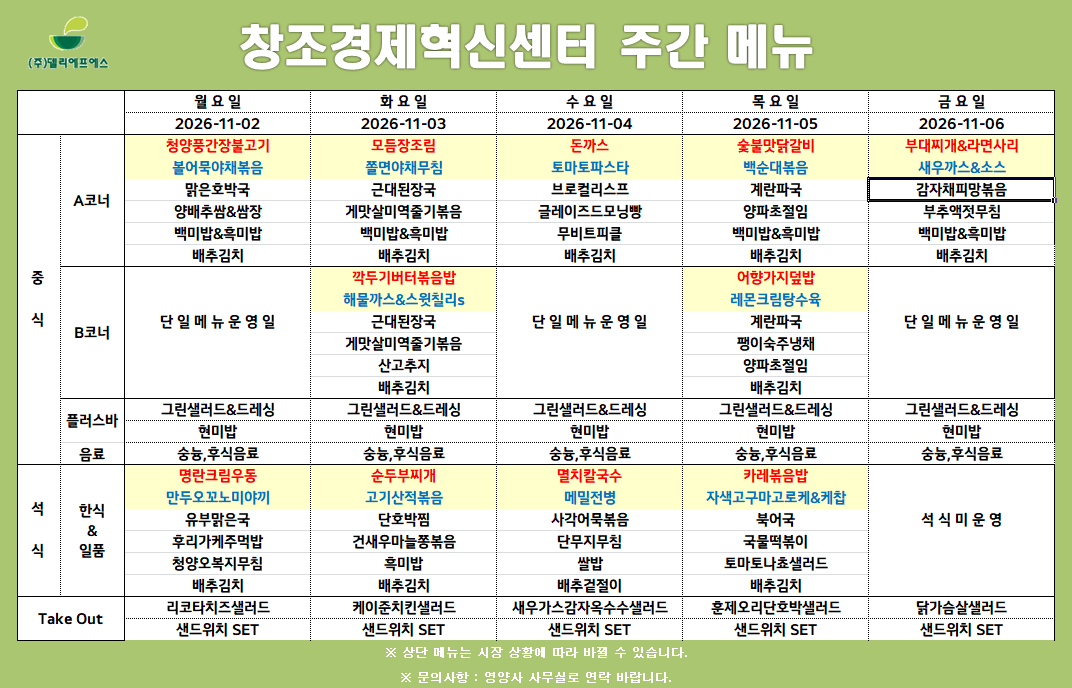 (주)델리에프에스
창조경제혁신센터 주간 메뉴
월요일 화요일 수요일 목요일 금요일
2026-11-02 2026-11-03 2026-11-04 2026-11-05 2026-11-06
중식
A코너
청양풍간장불고기 모듬장조림 돈까스 숯불맛닭갈비 부대찌개&라면사리
볼어묵야채볶음 쫄면야채무침 토마토파스타 백순대볶음 새우까스&소스
맑은호박국 근대된장국 브로컬리스프 계란파국 감자채피망볶음
양배추쌈&쌈장 게맛살미역줄기볶음 글레이즈드모닝빵 양파초절임 부추액젓무침
백미밥&흑미밥 백미밥&흑미밥 무비트피클 백미밥&흑미밥 백미밥&흑미밥
배추김치 배추김치 배추김치 배추김치 배추김치
B코너
깍두기버터볶음밥 어향가지덮밥
해물까스&스윗칠리s 레몬크림탕수육
단일메뉴운영일 근대된장국 단일메뉴운영일 계란파국 단일메뉴운영일
게맛살미역줄기볶음 팽이숙주냉채
산고추지 양파초절임
배추김치 배추김치
플러스바
그린샐러드&드레싱 그린샐러드&드레싱 그린샐러드&드레싱 그린샐러드&드레싱 그린샐러드&드레싱
현미밥 현미밥 현미밥 현미밥 현미밥
음료 숭늉,후식음료 숭늉,후식음료 숭늉,후식음료 숭늉,후식음료 숭늉,후식음료
석식
한식
&
일품
명란크림우동 순두부찌개 멸치칼국수 카레볶음밥
만두오꼬노미야끼 고기산적볶음 메밀전병 자색고구마고로케&케찹
유부맑은국 단호박찜 사각어묵볶음 북어국 석식미운영
후리가케주먹밥 건새우마늘쫑볶음 단무지무침 국물떡볶이
청양오복지무침 흑미밥 쌀밥 토마토나쵸샐러드
배추김치 배추김치 배추겉절이 배추김치
Take Out
리코타치즈샐러드 케이준치킨샐러드 새우가스감자옥수수샐러드 훈제오리단호박샐러드 닭가슴살샐러드
샌드위치 SET 샌드위치 SET 샌드위치 SET 샌드위치 SET 샌드위치 SET
※ 상단 메뉴는 시장 상황에 따라 바뀔 수 있습니다.
※ 문의사항 : 영양사 사무실로 연락 바랍니다.